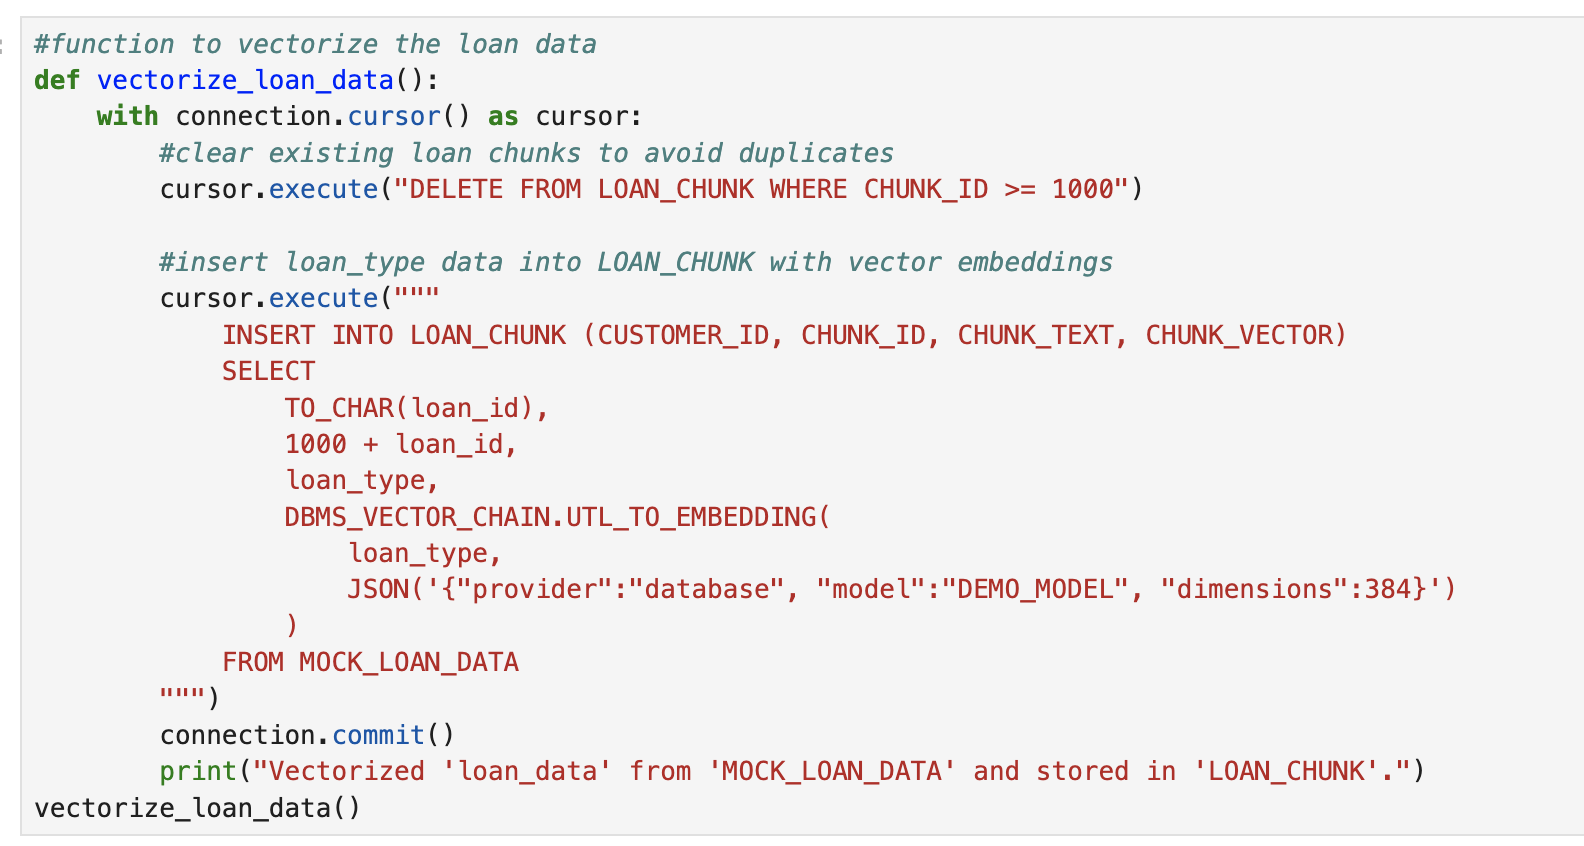 #function to vectorize the loan data
def vectorize_loan_data():
    with connection.cursor() as cursor:
        #clear existing loan chunks to avoid duplicates
        cursor.execute("DELETE FROM LOAN_CHUNK WHERE CHUNK_ID >= 1000")

        #insert loan_type data into LOAN_CHUNK with vector embeddings
        cursor.execute("""
            INSERT INTO LOAN_CHUNK (CUSTOMER_ID, CHUNK_ID, CHUNK_TEXT, CHUNK_VECTOR)
            SELECT
                TO_CHAR(loan_id),
                1000 + loan_id,
                loan_type,
                DBMS_VECTOR_CHAIN.UTL_TO_EMBEDDING(
                    loan_type,
                    JSON('{"provider":"database", "model":"DEMO_MODEL", "dimensions":384}')
                )
            FROM MOCK_LOAN_DATA
        """)
        connection.commit()
        print("Vectorized 'loan_data' from 'MOCK_LOAN_DATA' and stored in 'LOAN_CHUNK'.")
vectorize_loan_data()